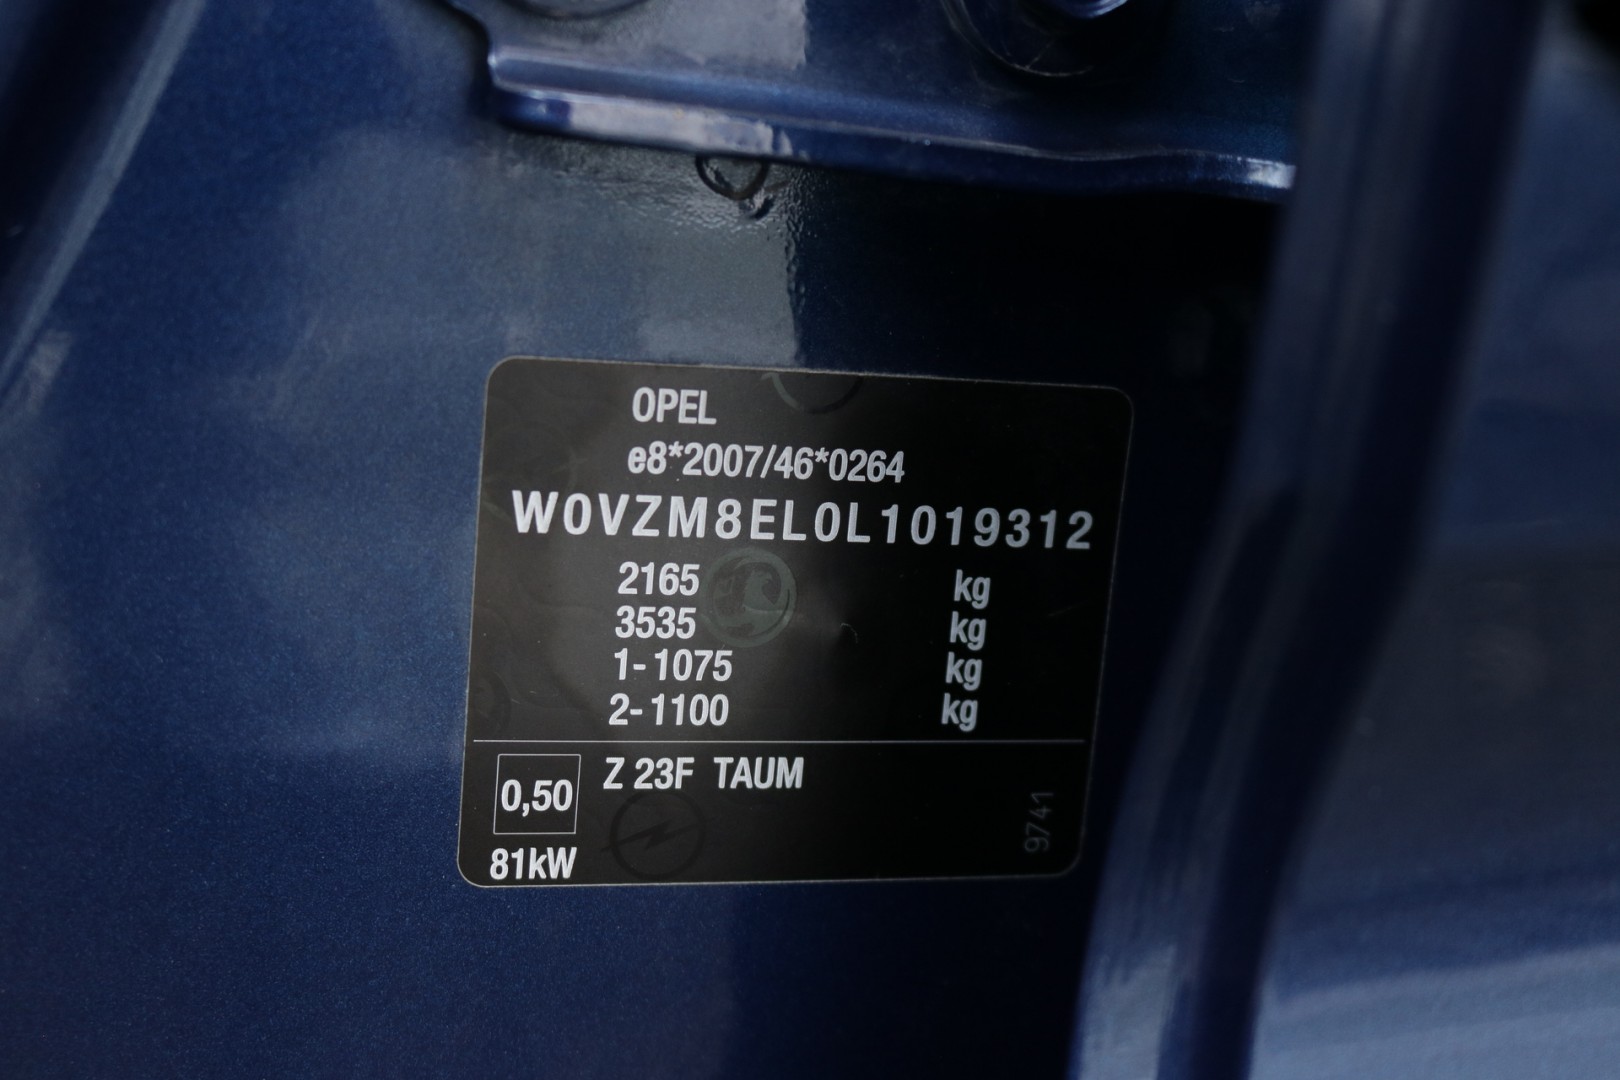 OPEL
e8*2007/46*0264
W0VZM8EL0L1019312
2165 kg
3535 kg
1-1075 kg
2-1100 kg
0,50 Z 23F TAUM
81kW
9741